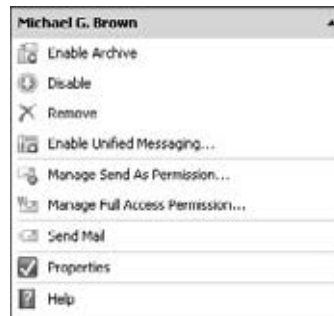 Michael G. Brown
Enable Archive
Disable
Remove
Enable Unified Messaging...
Manage Send As Permission...
Manage Full Access Permission...
Send Mail
Properties
Help